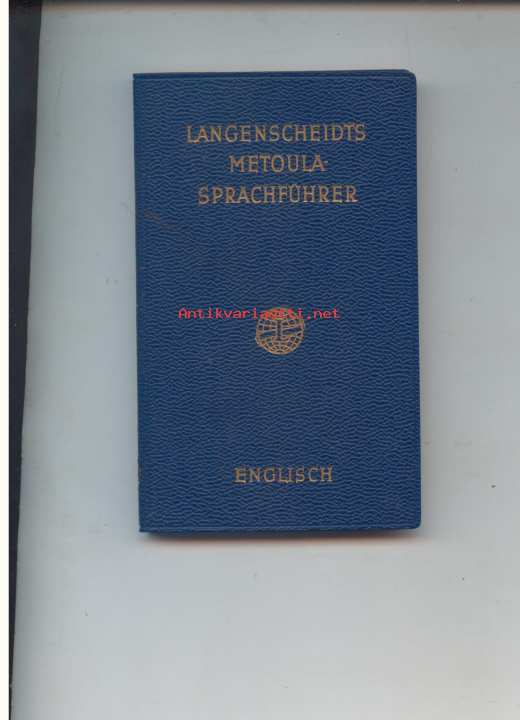 LANGENSCHEIDTS
METOULA-
SPRACHFÜHRER
Antikvariaatti.net
ENGLISCH